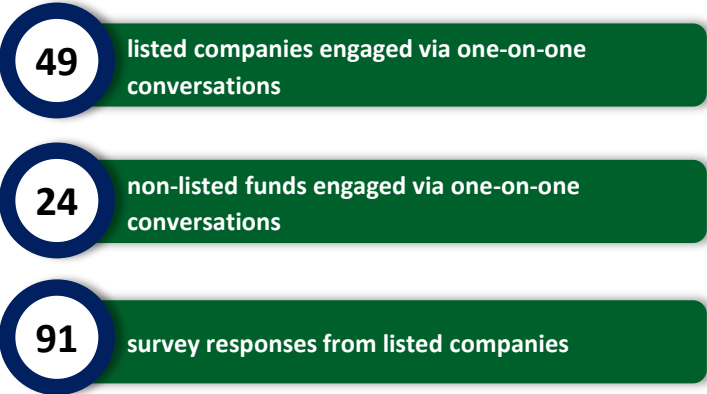 49
listed companies engaged via one-on-one
conversations
24
non-listed funds engaged via one-on-one
conversations
91
survey responses from listed companies